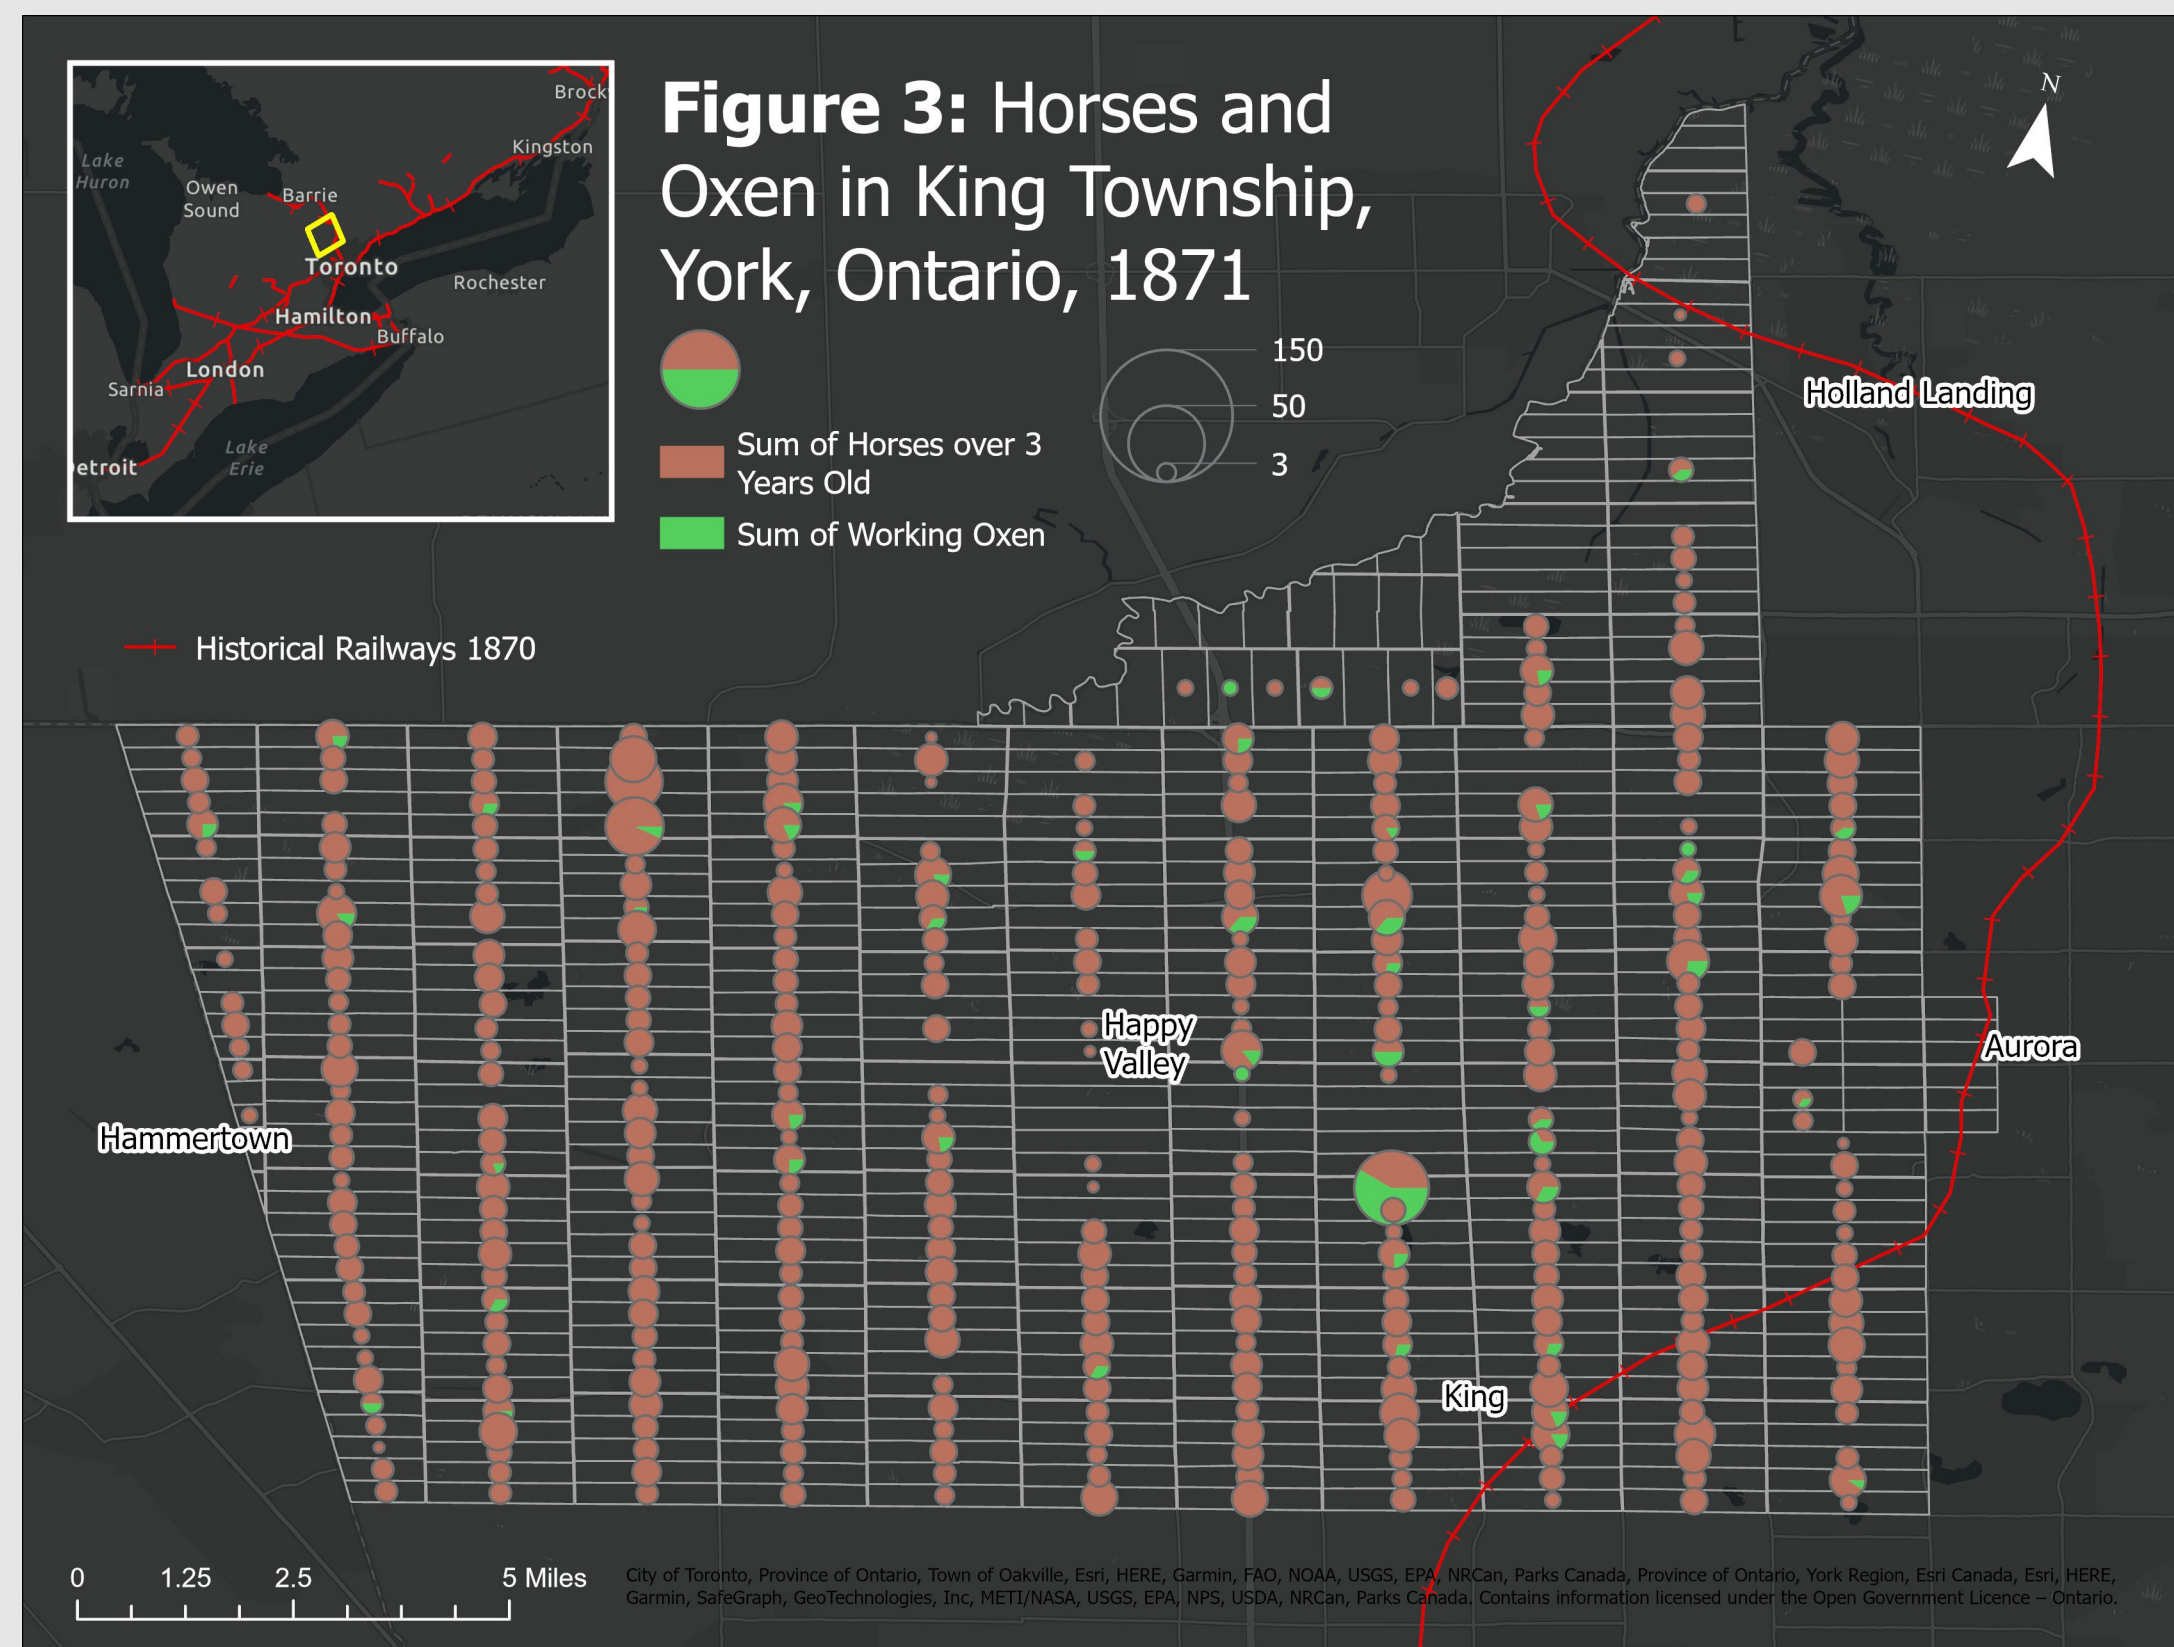 Figure 3: Horses and
Oxen in King Township,
York, Ontario, 1871
150
50
3
Sum of Horses over 3
Years Old
Sum of Working Oxen
Historical Railways 1870
Lake
Huron
Owen
Sound
Barrie
Brock
Kingston
Toronto
Rochester
Hamilton
Buffalo
London
Sarnia
Lake
Erie
etroit
N
Holland Landing
Happy
Valley
Aurora
Hammertown
King
0 1.25 2.5 5 Miles
City of Toronto, Province of Ontario, Town of Oakville, Esri, HERE, Garmin, FAO, NOAA, USGS, EPA, NRCan, Parks Canada, Province of Ontario, York Region, Esri Canada, Esri, HERE,
Garmin, SafeGraph, GeoTechnologies, Inc, METI/NASA, USGS, EPA, NPS, USDA, NRCan, Parks Canada. Contains information licensed under the Open Government Licence – Ontario.